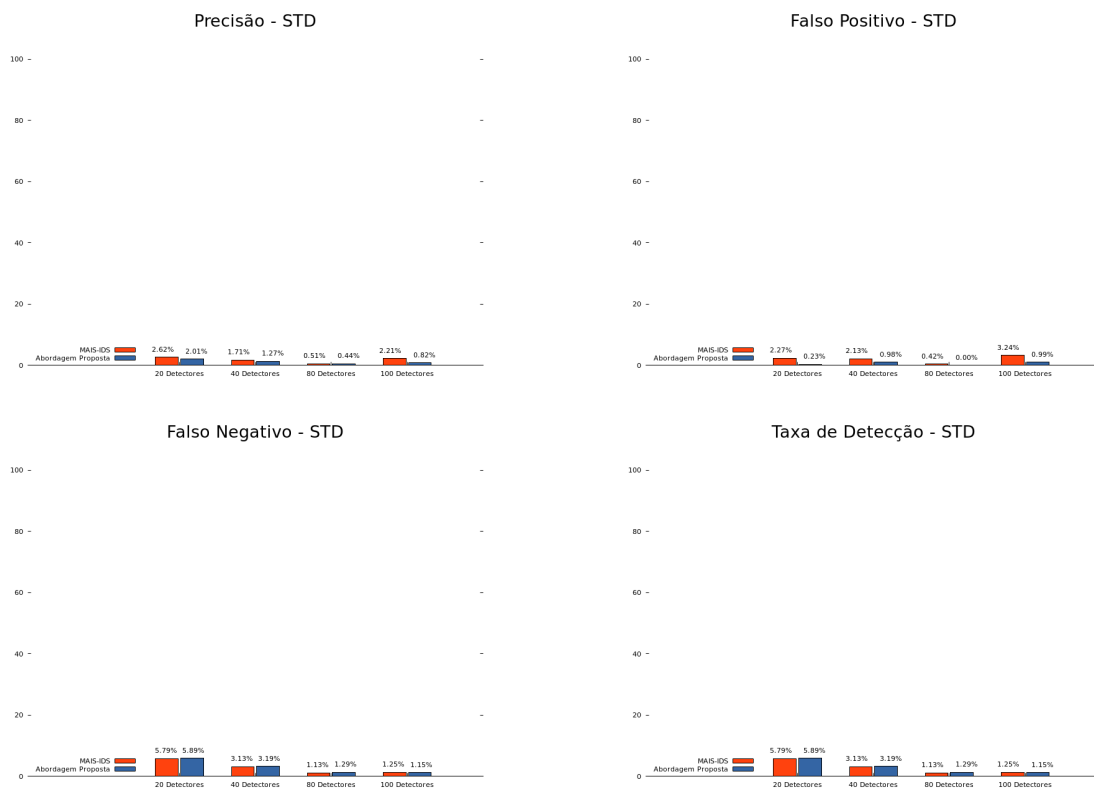 Precisão - STD
100
80
60
40
20
0
MAIS-IDS
Abordagem Proposta
2.62% 2.01% 1.71% 1.27% 0.51% 0.44% 2.21% 0.82%
20 Detectores 40 Detectores 80 Detectores 100 Detectores
Falso Positivo - STD
100
80
60
40
20
0
MAIS-IDS
Abordagem Proposta
2.27% 0.23% 2.13% 0.98% 0.42% 0.00% 3.24% 0.99%
20 Detectores 40 Detectores 80 Detectores 100 Detectores
Falso Negativo - STD
100
80
60
40
20
0
MAIS-IDS
Abordagem Proposta
5.79% 5.89% 3.13% 3.19% 1.13% 1.29% 1.25% 1.15%
20 Detectores 40 Detectores 80 Detectores 100 Detectores
Taxa de Detecção - STD
100
80
60
40
20
0
MAIS-IDS
Abordagem Proposta
5.79% 5.89% 3.13% 3.19% 1.13% 1.29% 1.25% 1.15%
20 Detectores 40 Detectores 80 Detectores 100 Detectores